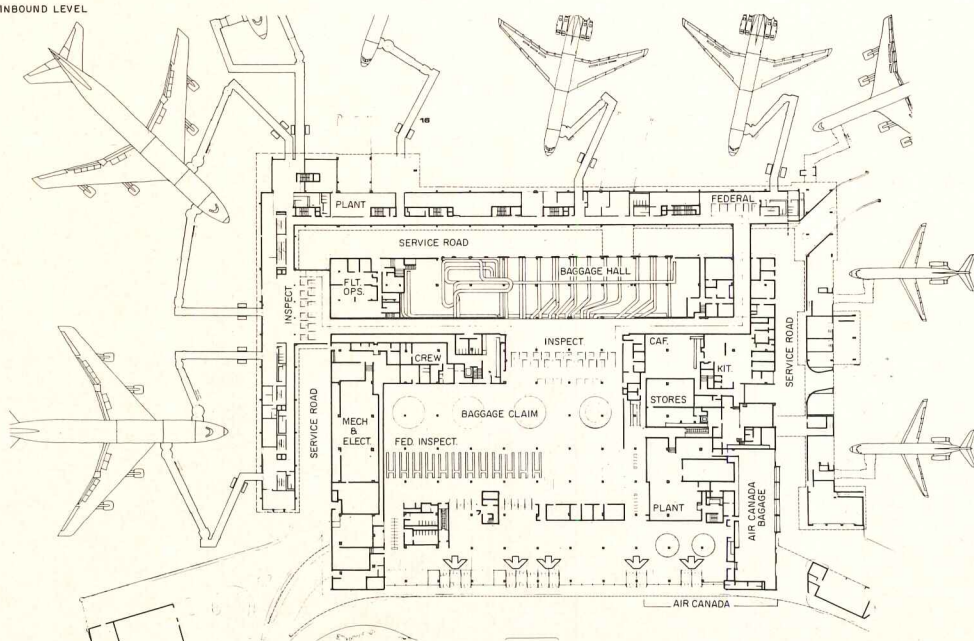 INBOUND LEVEL
16
PLANT
FEDERAL
SERVICE ROAD
BAGGAGE HALL
FLT.
OPS.
INSPECT.
INSPECT.
CAF.
CREW
KIT.
SERVICE ROAD
STORES
BAGGAGE CLAIM
MECH
&
ELECT.
SERVICE ROAD
FED. INSPECT.
PLANT
7
AIR CANADA
BAGAGE
AIR CANADA